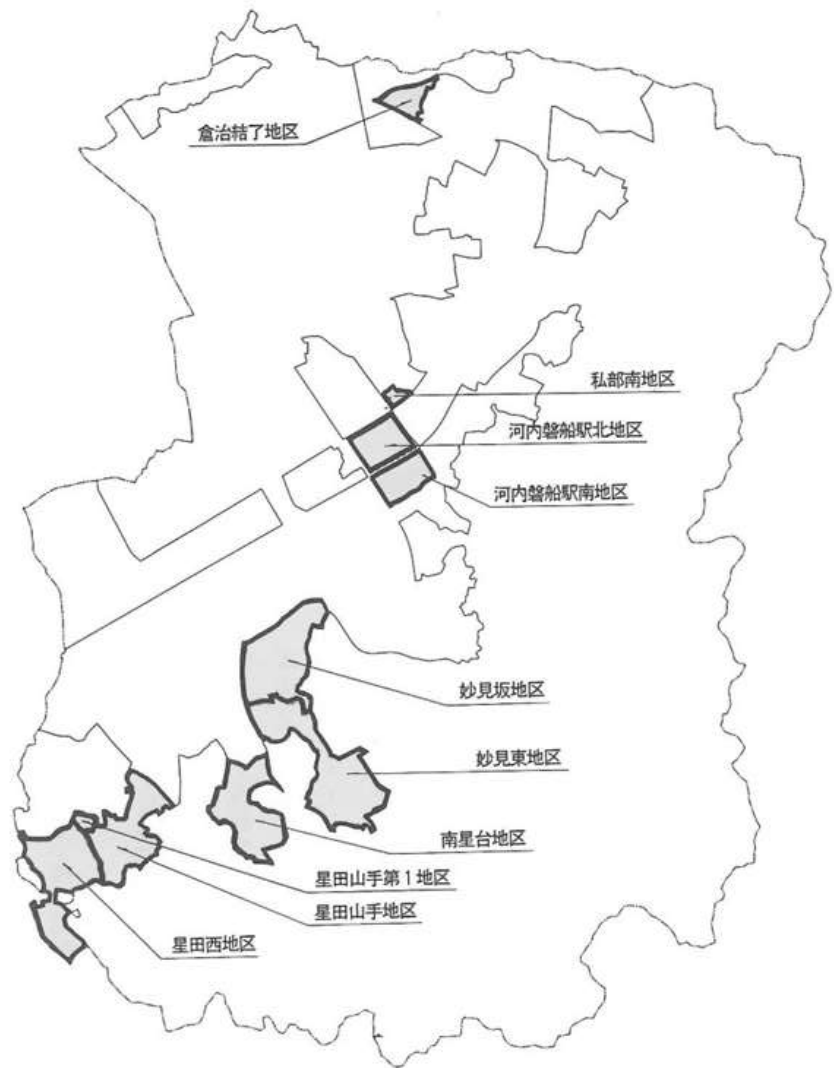 倉治結了地区
私部南地区
河内磐船駅北地区
河内磐船駅南地区
妙見坂地区
妙見東地区
南星台地区
星田山手第1地区
星田山手地区
星田西地区